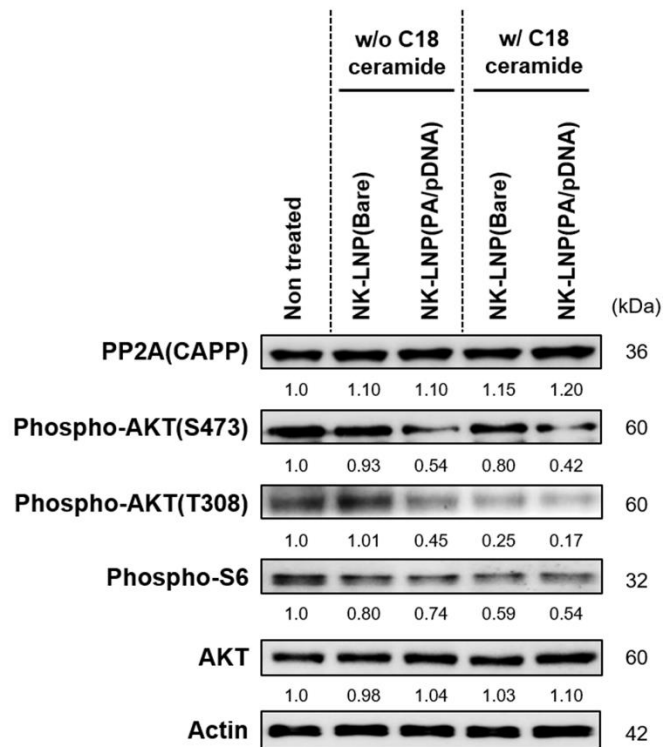 w/o C18
ceramide
w/ C18
ceramide
Non treated
NK-LNP(Bare)
NK-LNP(PA/pDNA)
NK-LNP(Bare)
NK-LNP(PA/pDNA)
(kDa)
PP2A(CAPP) 36
1.0 1.10 1.10 1.15 1.20
Phospho-AKT(S473) 60
1.0 0.93 0.54 0.80 0.42
Phospho-AKT(T308) 60
1.0 1.01 0.45 0.25 0.17
Phospho-S6 32
1.0 0.80 0.74 0.59 0.54
AKT 60
1.0 0.98 1.04 1.03 1.10
Actin 42